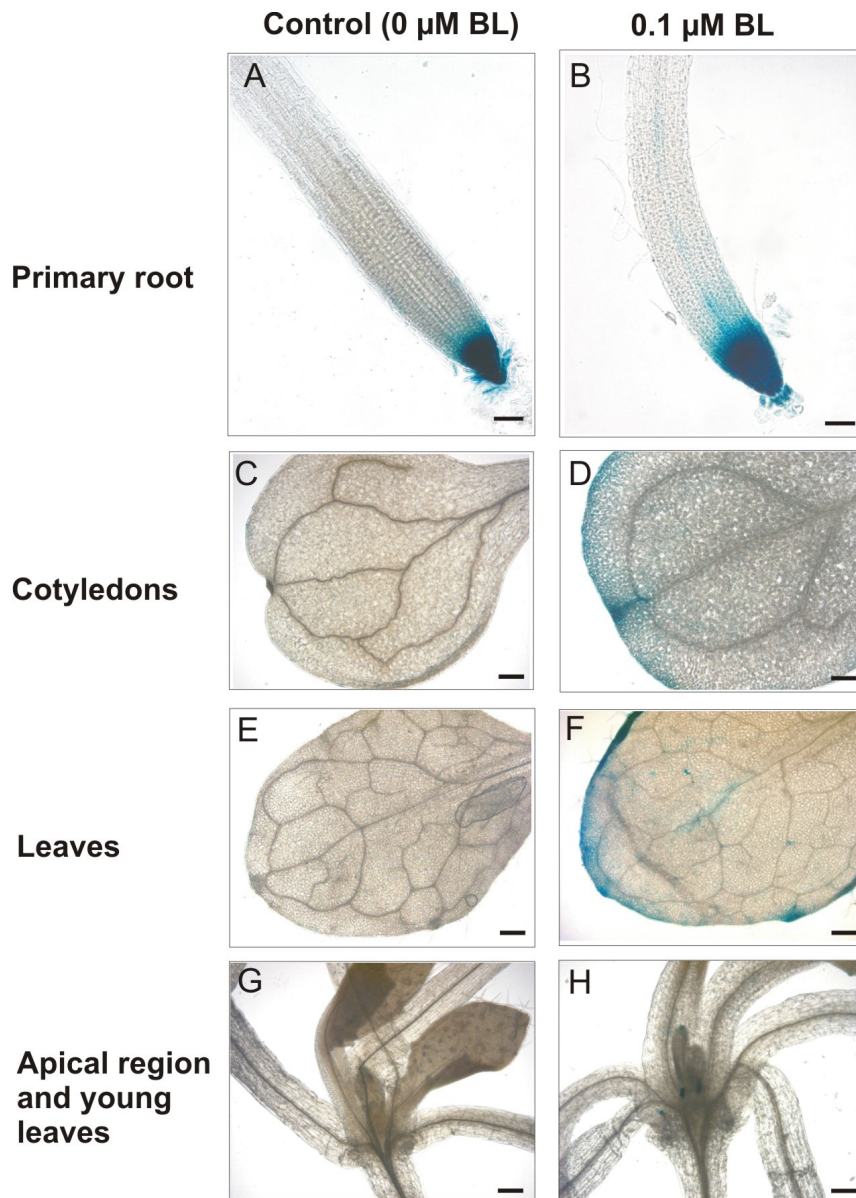 Control (0 µM BL) 0.1 µM BL
A B
Primary root
C D
Cotyledons
E F
Leaves
G H
Apical region
and young
leaves